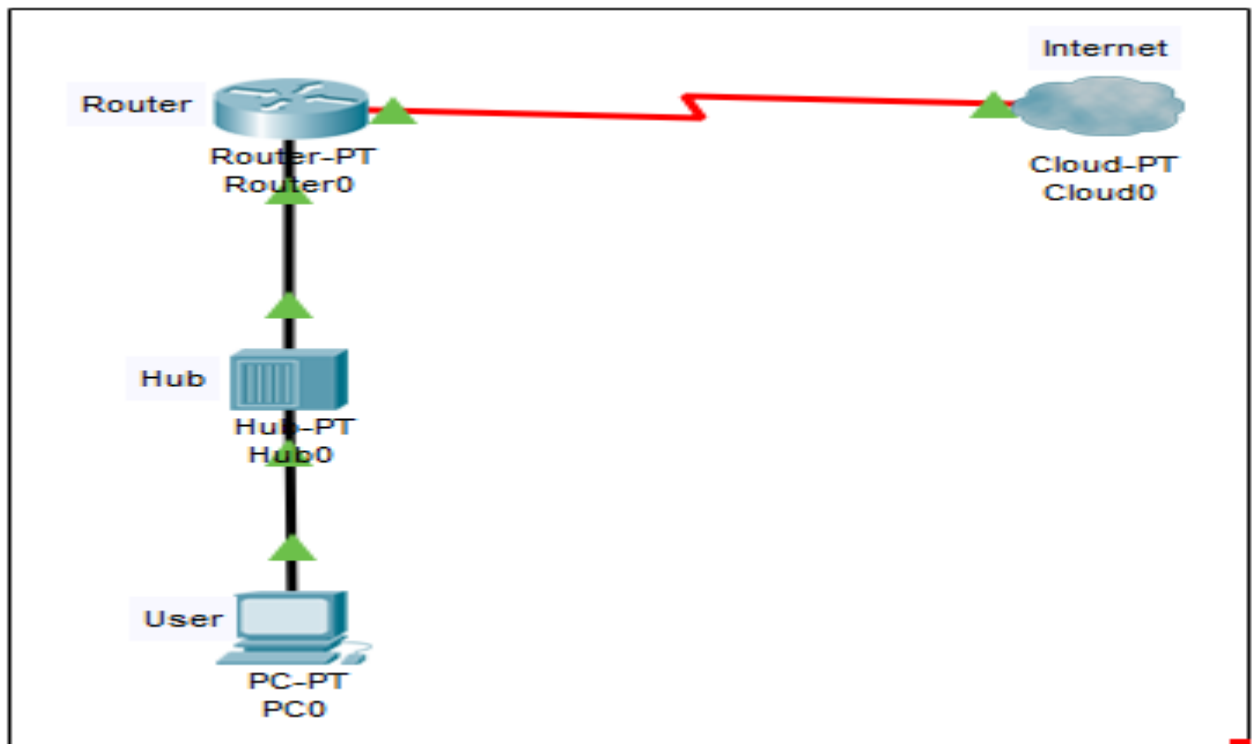 Internet
Router
Router-PT
Router0
Cloud-PT
Cloud0
Hub
Hub-PT
Hub0
User
PC-PT
PC0